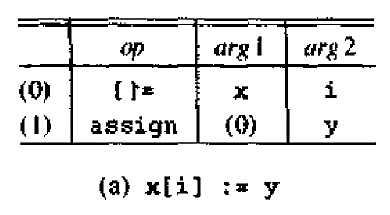 op arg 1 arg 2
(0) []= x i
(1) assign (0) y
(a) x[i] := y